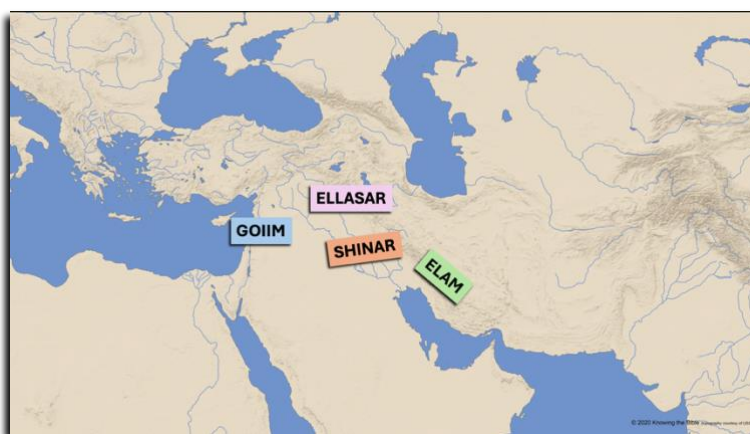 ELLASAR
GOIIM
SHINAR
ELAM
© 2020 Knowing the Bible